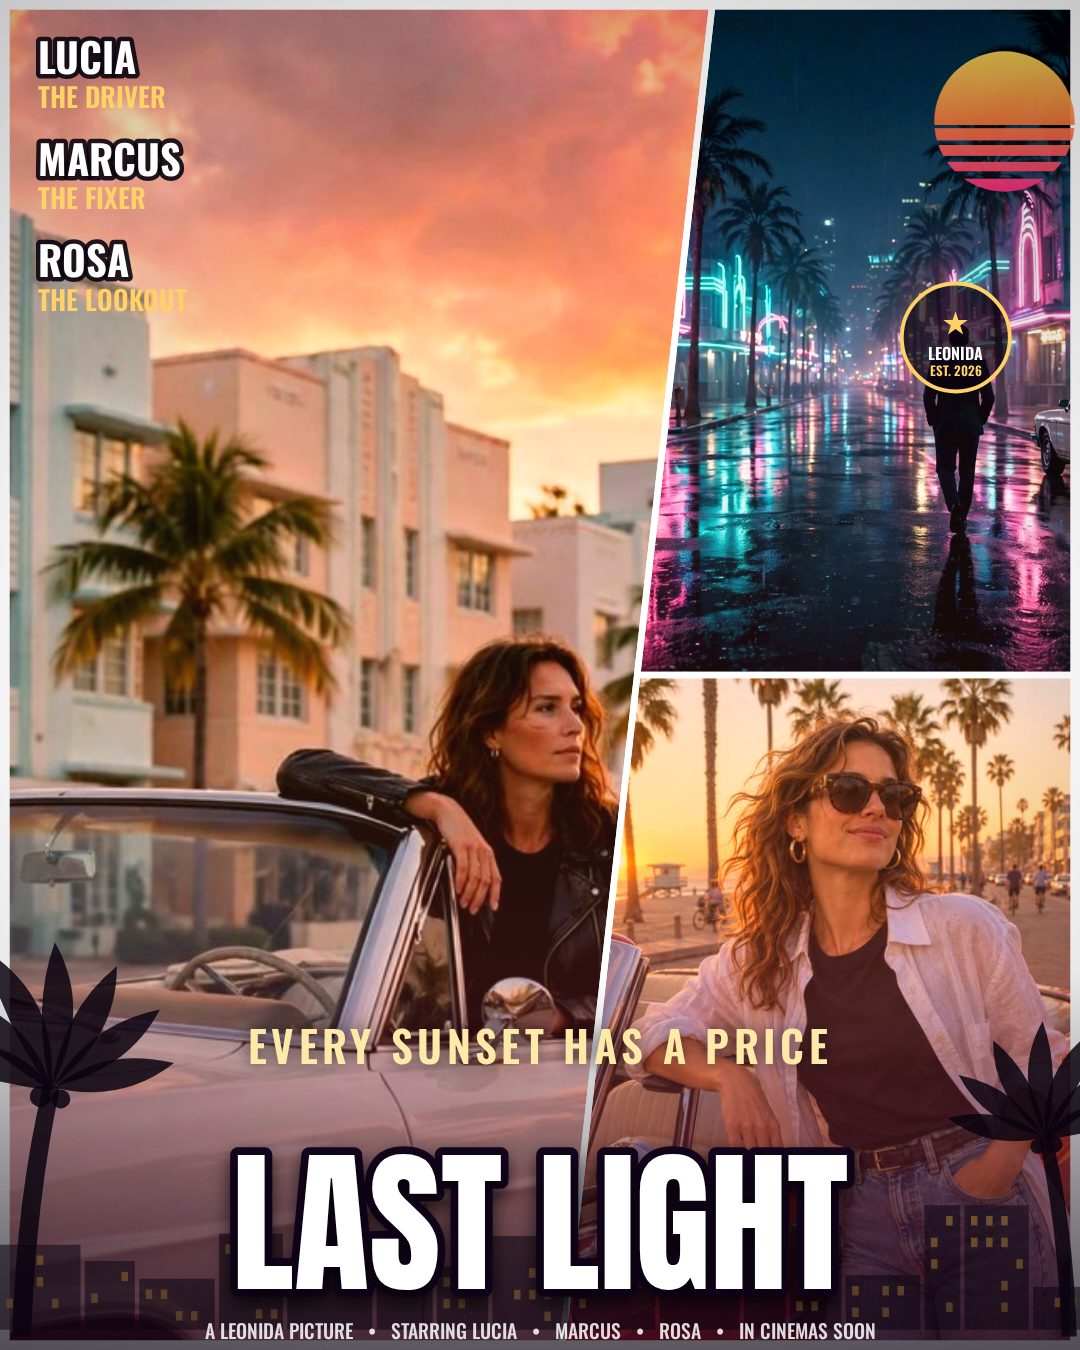 LUCIA
THE DRIVER
MARCUS
THE FIXER
ROSA
THE LOOKOUT
LEONIDA
EST. 2026
EVERY SUNSET HAS A PRICE
LAST LIGHT
A LEONIDA PICTURE • STARRING LUCIA • MARCUS • ROSA • IN CINEMAS SOON